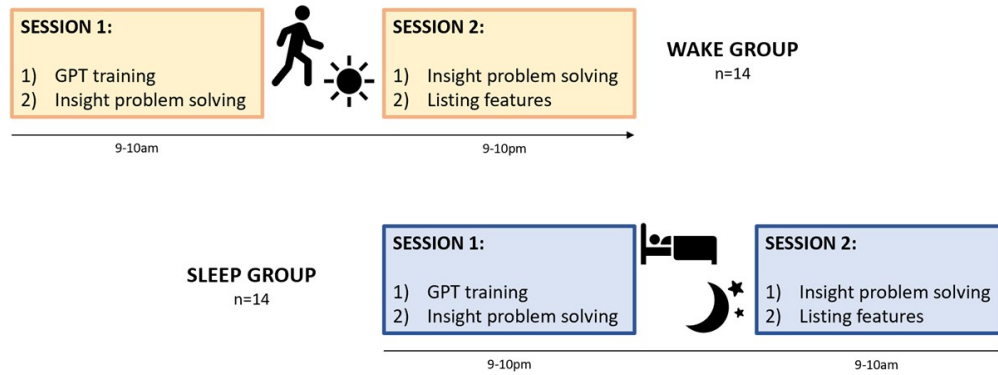 SESSION 1:
1) GPT training
2) Insight problem solving
SESSION 2:
1) Insight problem solving
2) Listing features
WAKE GROUP
n=14
9-10am
9-10pm
SLEEP GROUP
n=14
SESSION 1:
1) GPT training
2) Insight problem solving
SESSION 2:
1) Insight problem solving
2) Listing features
9-10pm
9-10am